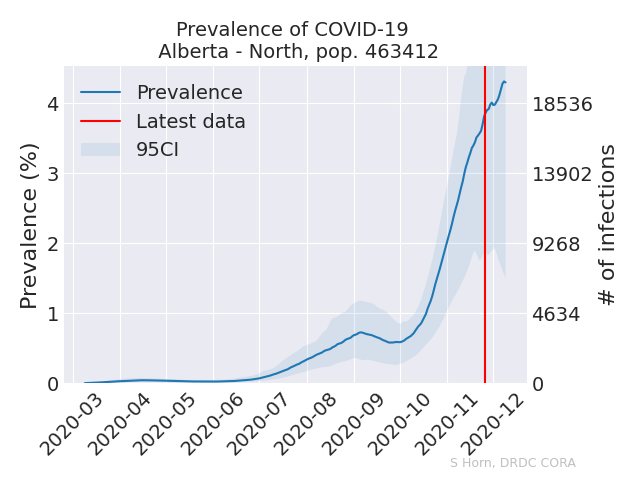 Prevalence of COVID-19
Alberta - North, pop. 463412
Prevalence
Latest data
95CI
Prevalence (%)
4
3
2
1
0
18536
13902
9268
4634
0
# of infections
2020-03
2020-04
2020-05
2020-06
2020-07
2020-08
2020-09
2020-10
2020-11
2020-12
S Horn, DRDC CORA